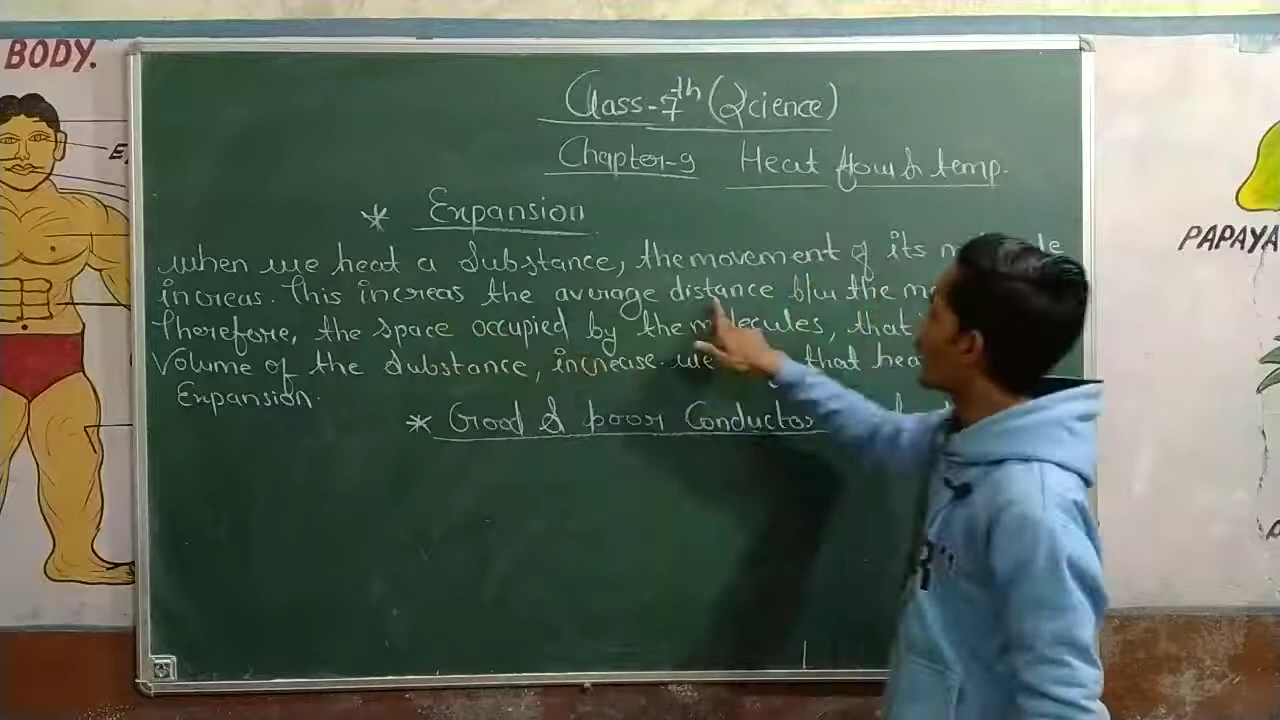 BODY.
Class-7th (Science)
Chapter-9 Heat flow & temp.
* Expansion
when we heat a Substance, the movement of its
increas. This increas the average distance b/w the
Therefore, the space occupied by the molecules, that
Volume of the Substance, increase. we that
Expansion.
* Good & poor Conductor
PAPAYA